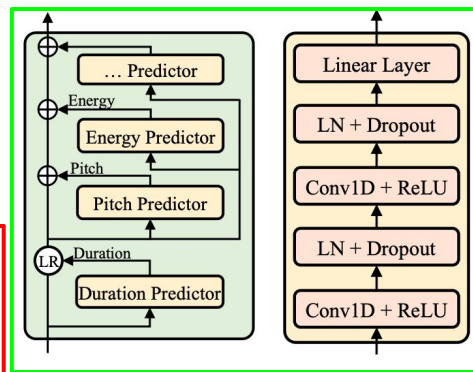 ... Predictor
Energy
Energy Predictor
Pitch
Pitch Predictor
LR
Duration
Duration Predictor
Linear Layer
LN + Dropout
Conv1D + ReLU
LN + Dropout
Conv1D + ReLU